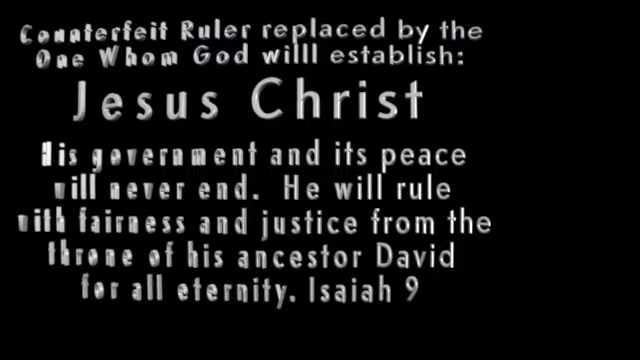 Counterfeit Ruler replaced by the
One Whom God willl establish:
Jesus Christ
His government and its peace
will never end. He will rule
with fairness and justice from the
throne of his ancestor David
for all eternity. Isaiah 9